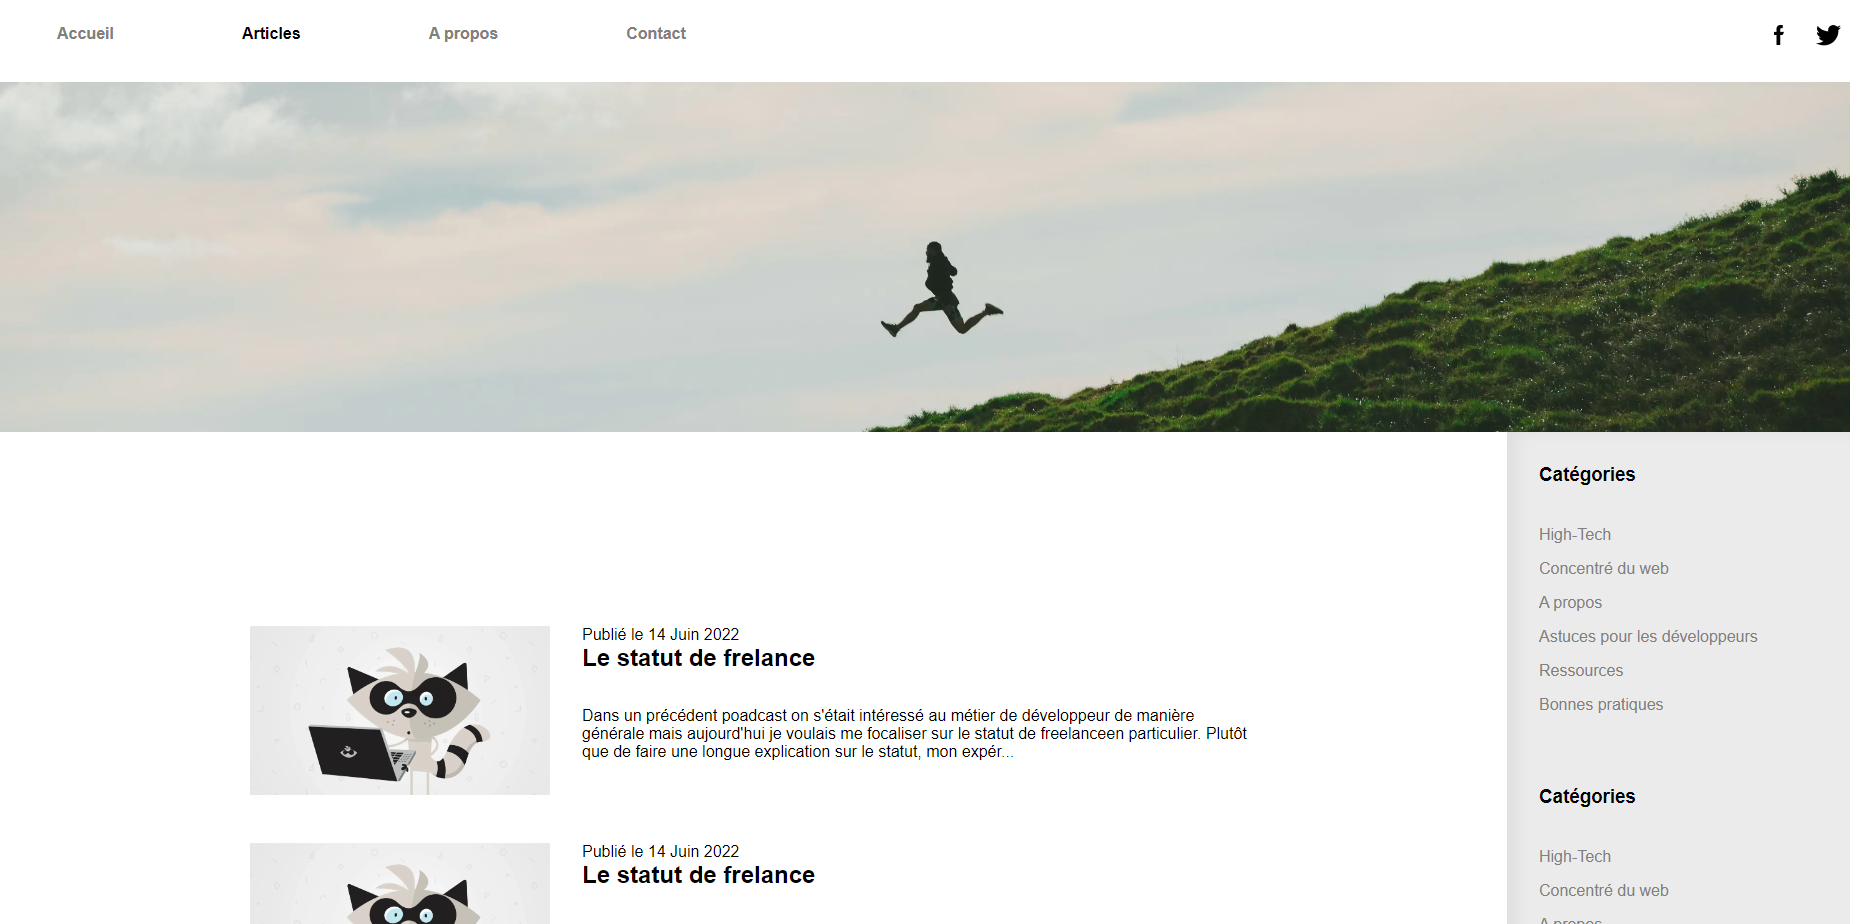 Accueil
Articles
A propos
Contact
Publié le 14 Juin 2022
Le statut de frelance
Dans un précédent poadcast on s'était intéressé au métier de développeur de manière
générale mais aujourd'hui je voulais me focaliser sur le statut de freelanceen particulier. Plutôt
que de faire une longue explication sur le statut, mon expér...
Publié le 14 Juin 2022
Le statut de frelance
Catégories
High-Tech
Concentré du web
A propos
Astuces pour les développeurs
Ressources
Bonnes pratiques
Catégories
High-Tech
Concentré du web
A propos